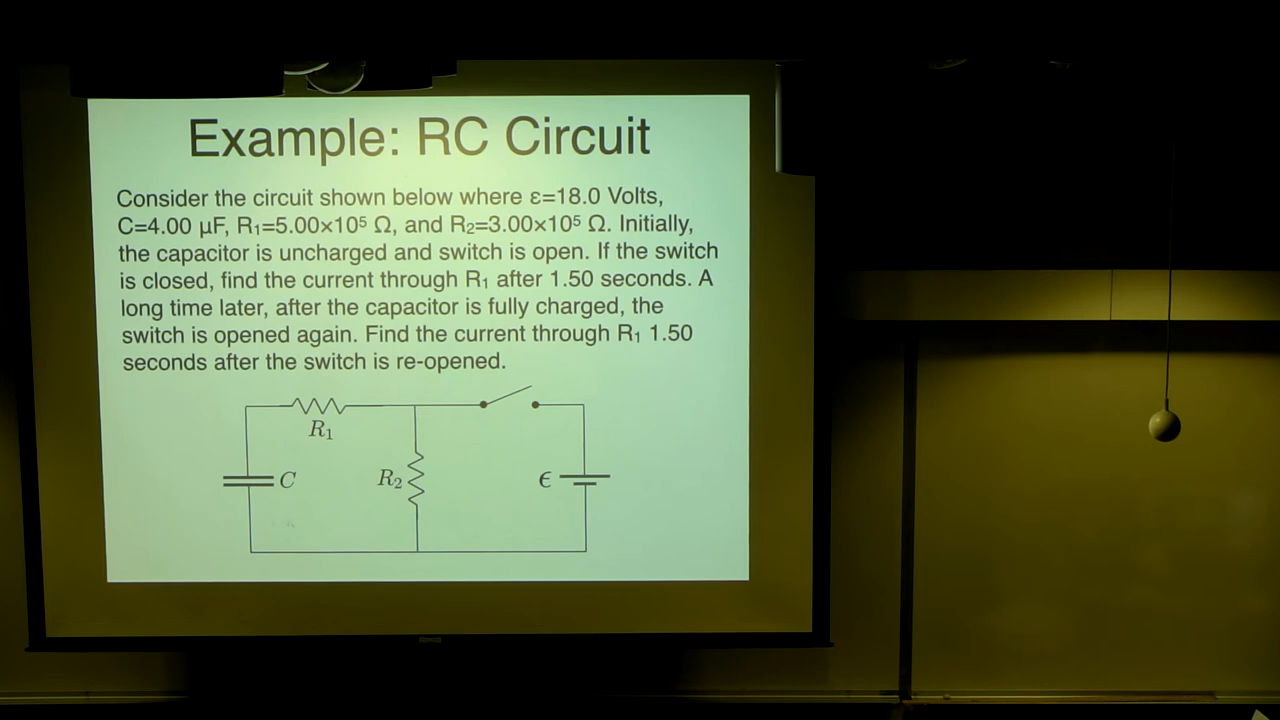 Example: RC Circuit
Consider the circuit shown below where ε=18.0 Volts,
C=4.00 µF, R₁=5.00×10⁵ Ω, and R₂=3.00×10⁵ Ω. Initially,
the capacitor is uncharged and switch is open. If the switch
is closed, find the current through R₁ after 1.50 seconds. A
long time later, after the capacitor is fully charged, the
switch is opened again. Find the current through R₁ 1.50
seconds after the switch is re-opened.
R₁
C
R₂
ϵ